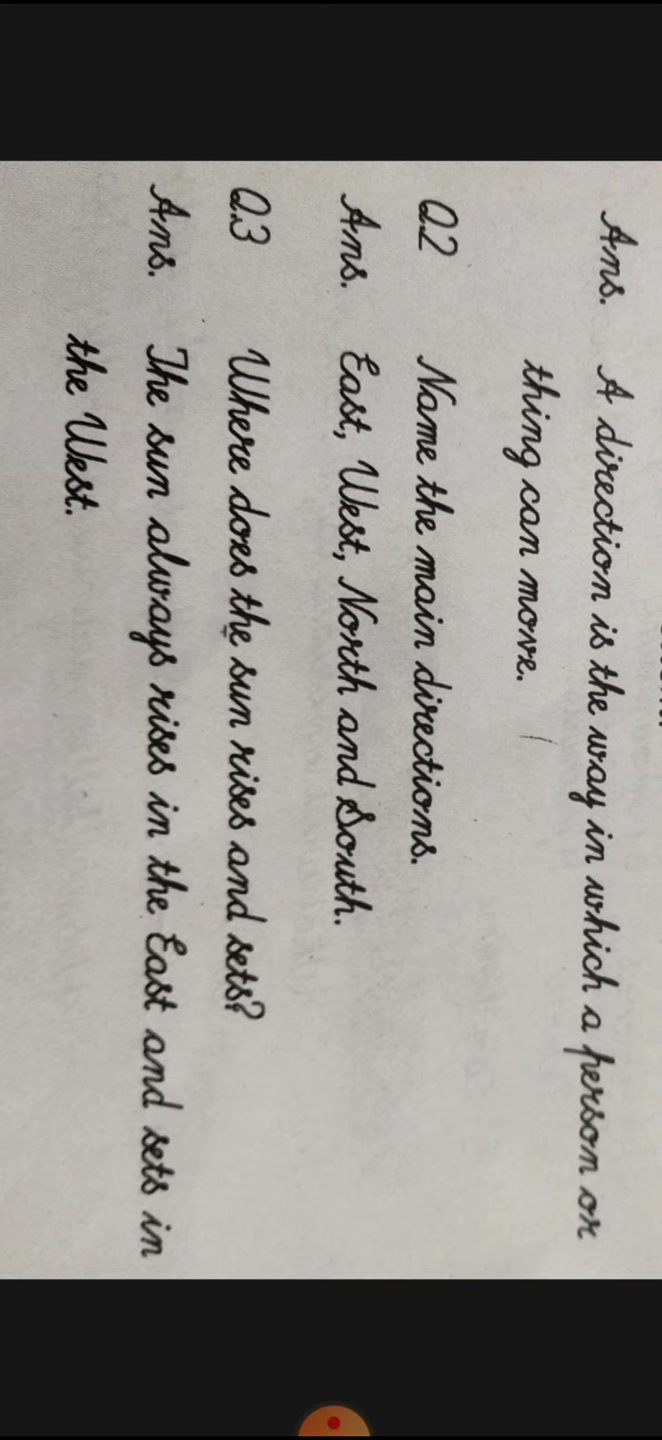 Ans. A direction is the way in which a person or
thing can move.
Q.2 Name the main directions.
Ans. East, West, North and South.
Q.3 Where does the sun rises and sets?
Ans. The sun always rises in the East and sets in
the West.